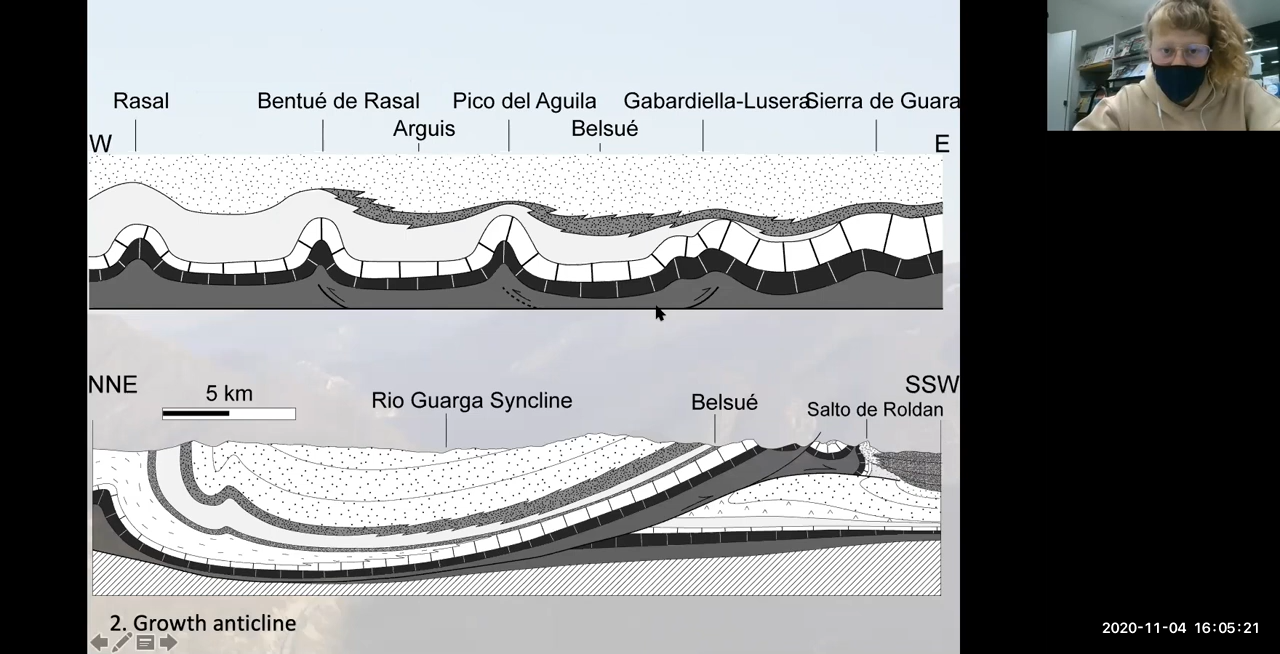 Rasal Bentué de Rasal Pico del Aguila Gabardiella-Lusera Sierra de Guara
Arguis Belsué
W E
NNE SSW
5 km Rio Guarga Syncline Belsué Salto de Roldan
2. Growth anticline
2020-11-04 16:05:21